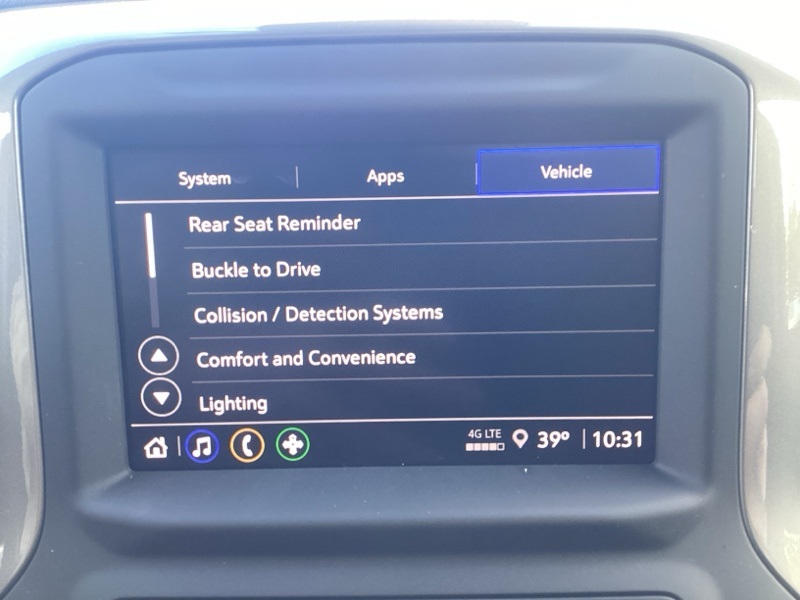 System Apps Vehicle
Rear Seat Reminder
Buckle to Drive
Collision / Detection Systems
Comfort and Convenience
Lighting
4G LTE 39° 10:31